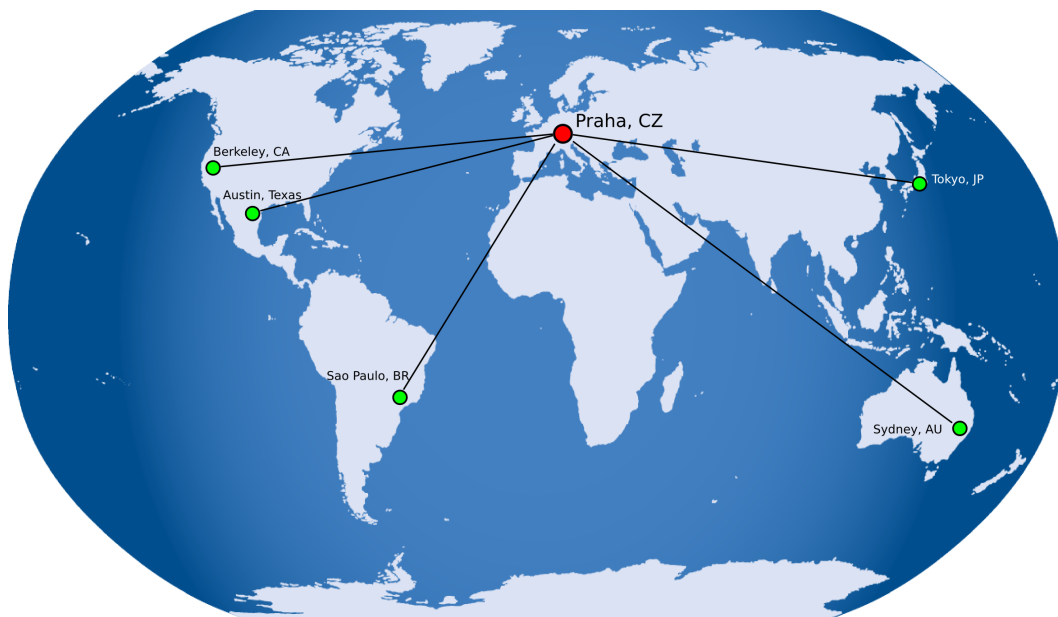 Praha, CZ
Berkeley, CA
Tokyo, JP
Austin, Texas
Sao Paulo, BR
Sydney, AU